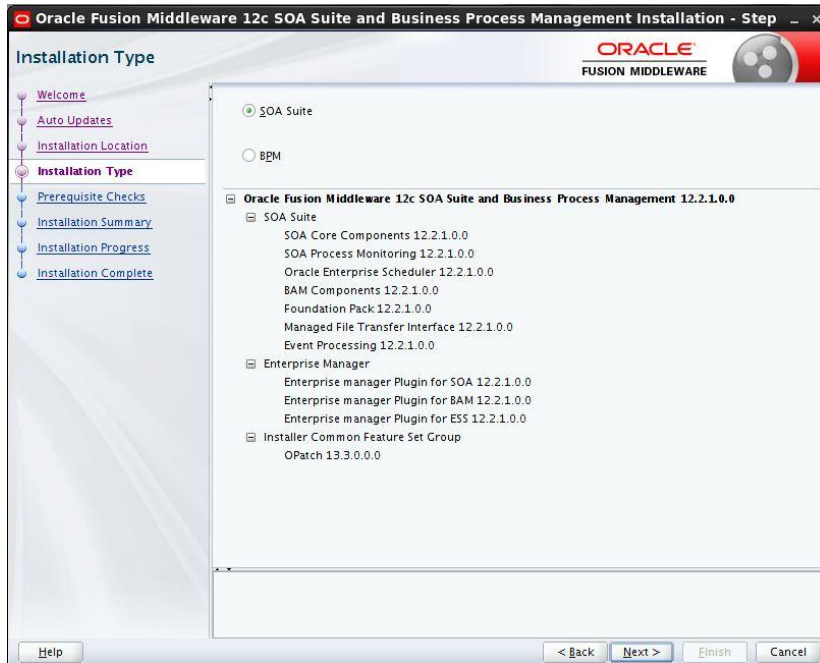 Oracle Fusion Middleware 12c SOA Suite and Business Process Management Installation - Step
Installation Type
ORACLE
FUSION MIDDLEWARE
Welcome
Auto Updates
Installation Location
Installation Type
Prerequisite Checks
Installation Summary
Installation Progress
Installation Complete
SOA Suite
BPM
Oracle Fusion Middleware 12c SOA Suite and Business Process Management 12.2.1.0.0
SOA Suite
SOA Core Components 12.2.1.0.0
SOA Process Monitoring 12.2.1.0.0
Oracle Enterprise Scheduler 12.2.1.0.0
BAM Components 12.2.1.0.0
Foundation Pack 12.2.1.0.0
Managed File Transfer Interface 12.2.1.0.0
Event Processing 12.2.1.0.0
Enterprise Manager
Enterprise manager Plugin for SOA 12.2.1.0.0
Enterprise manager Plugin for BAM 12.2.1.0.0
Enterprise manager Plugin for ESS 12.2.1.0.0
Installer Common Feature Set Group
OPatch 13.3.0.0.0
Help
< Back Next > Finish Cancel